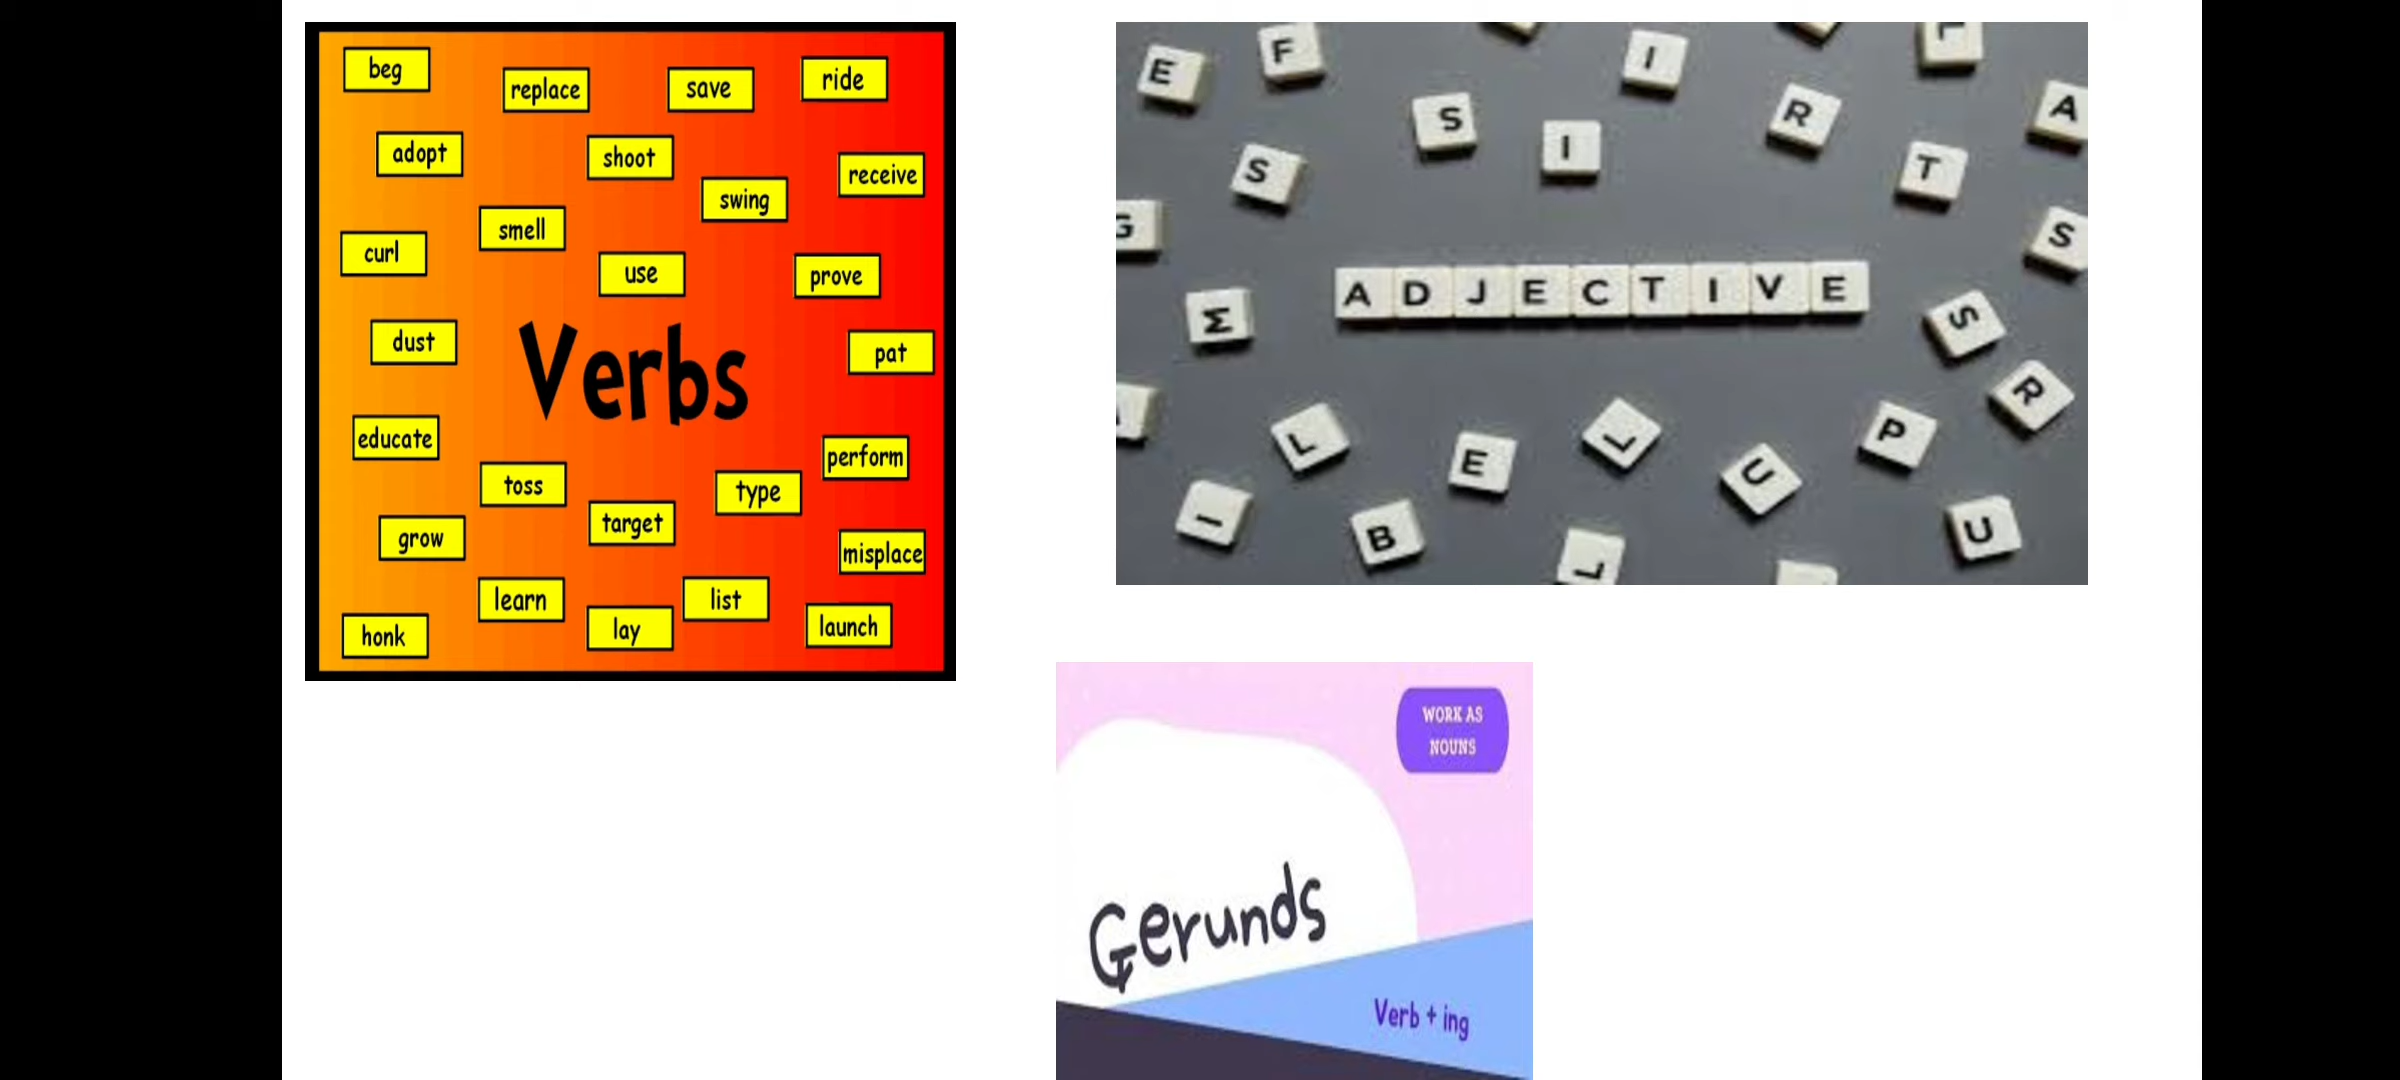 beg
replace
save
ride
adopt
shoot
receive
swing
smell
curl
use
prove
dust
Verbs
pat
educate
perform
toss
type
target
grow
misplace
learn
list
lay
launch
honk
E F I
S I R A
S T
G S
ADJECTIVE
S
R
L E L U P
I B L U
WORK AS
NOUNS
Gerunds
Verb + ing